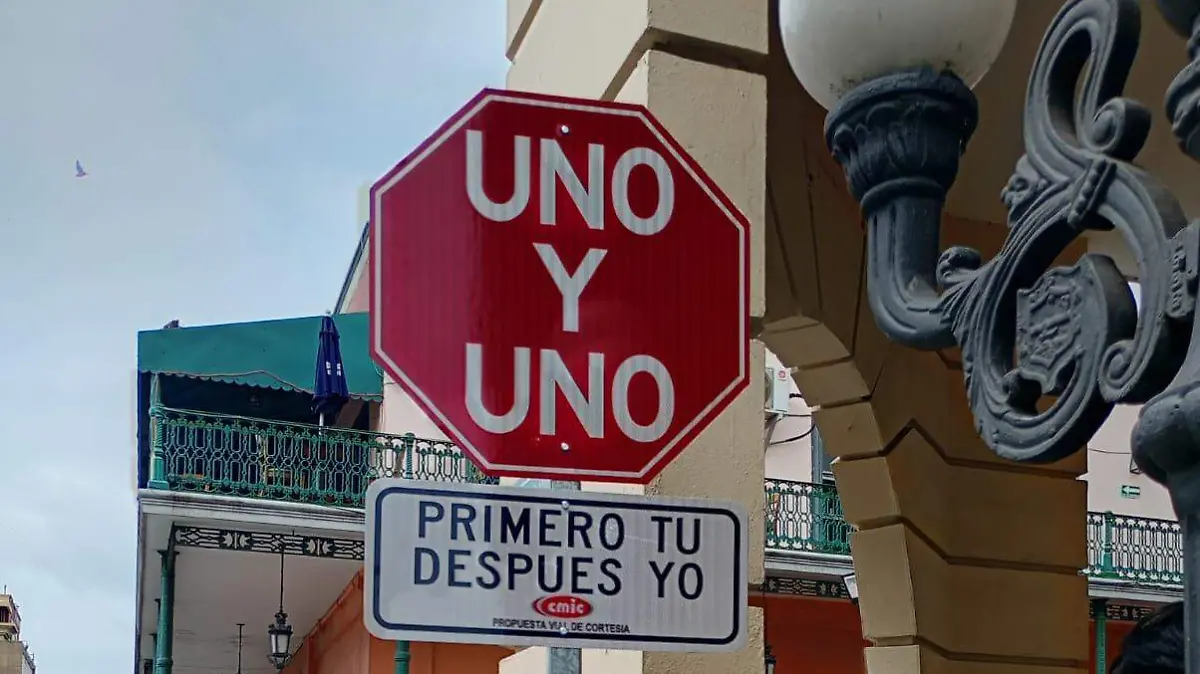 UNO
Y
UNO
PRIMERO TU
DESPUES YO
cmic
PROPUESTA VIAL DE CORTESIA